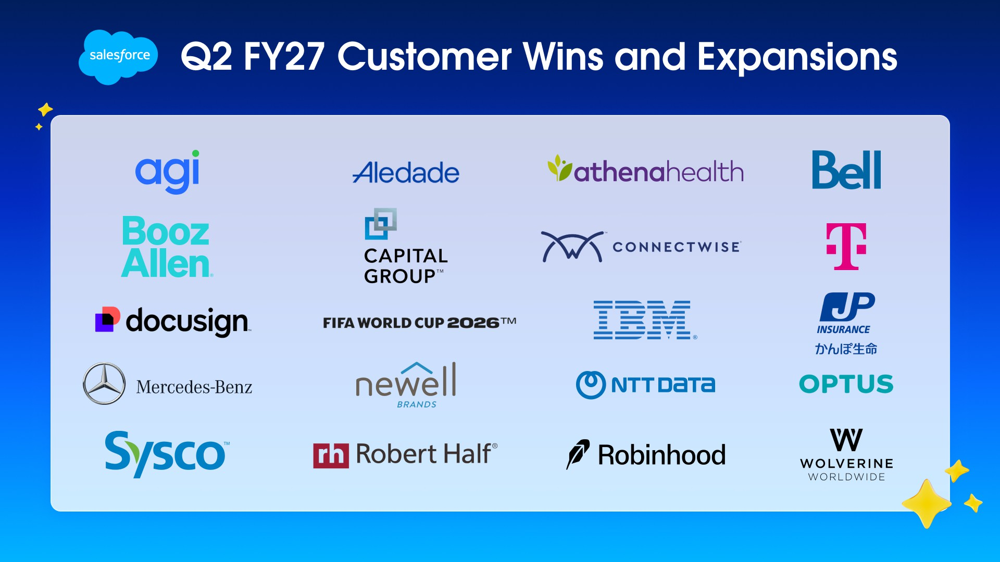 salesforce
Q2 FY27 Customer Wins and Expansions
agi
Aledade
athenahealth
Bell
Booz
Allen®
CAPITAL
GROUP™
™ CONNECTWISE®
T
docusign™
FIFA WORLD CUP 2026™
IBM®
JP
INSURANCE
かんぽ生命
Mercedes-Benz
newell
BRANDS
NTT DATA
OPTUS
Sysco™
rh Robert Half®
Robinhood
W
WOLVERINE
WORLDWIDE